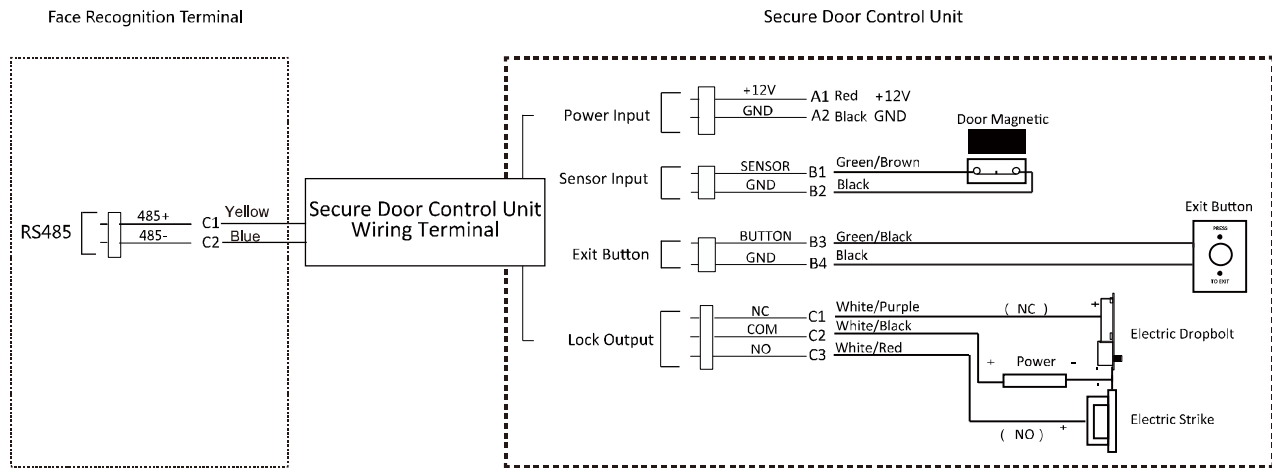 Face Recognition Terminal
Secure Door Control Unit
RS485
485+
C1
Yellow
485-
C2
Blue
Secure Door Control Unit
Wiring Terminal
Power Input
+12V
A1 Red +12V
GND
A2 Black GND
Sensor Input
SENSOR
B1
Green/Brown
GND
B2
Black
Door Magnetic
Exit Button
BUTTON
B3
Green/Black
GND
B4
Black
Exit Button
PRESS
TO EXIT
Lock Output
NC
C1
White/Purple
( NC )
+
COM
C2
White/Black
NO
C3
White/Red
+ Power -
Electric Dropbolt
-
-
( NO )
+
Electric Strike